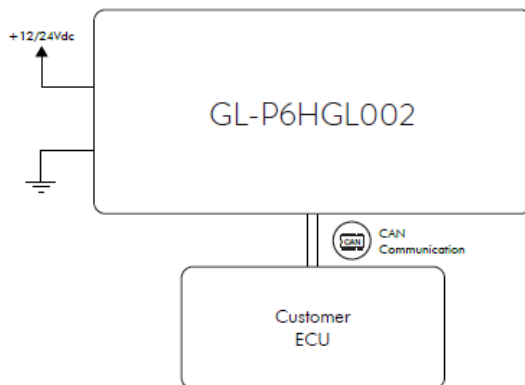 +12/24Vdc
GL-P6HGL002
CAN
CAN
Communication
Customer
ECU